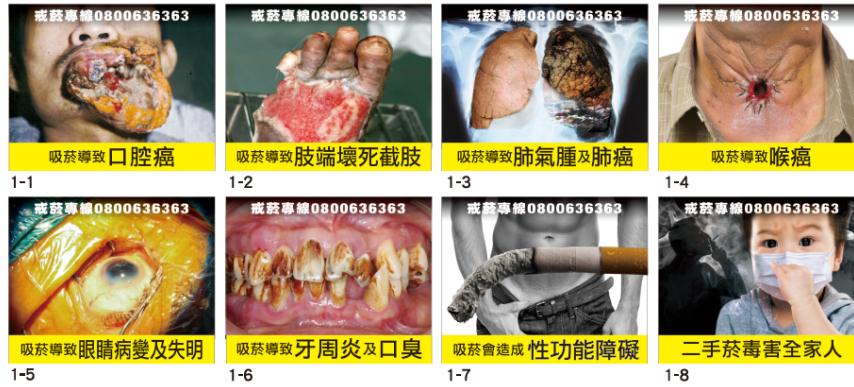 戒菸專線0800636363
吸菸導致口腔癌
1-1
戒菸專線0800636363
吸菸導致肢端壞死截肢
1-2
戒菸專線0800636363
吸菸導致肺氣腫及肺癌
1-3
戒菸專線0800636363
吸菸導致喉癌
1-4
戒菸專線0800636363
吸菸導致眼睛病變及失明
1-5
戒菸專線0800636363
吸菸導致牙周炎及口臭
1-6
戒菸專線0800636363
吸菸會造成性功能障礙
1-7
戒菸專線0800636363
二手菸毒害全家人
1-8